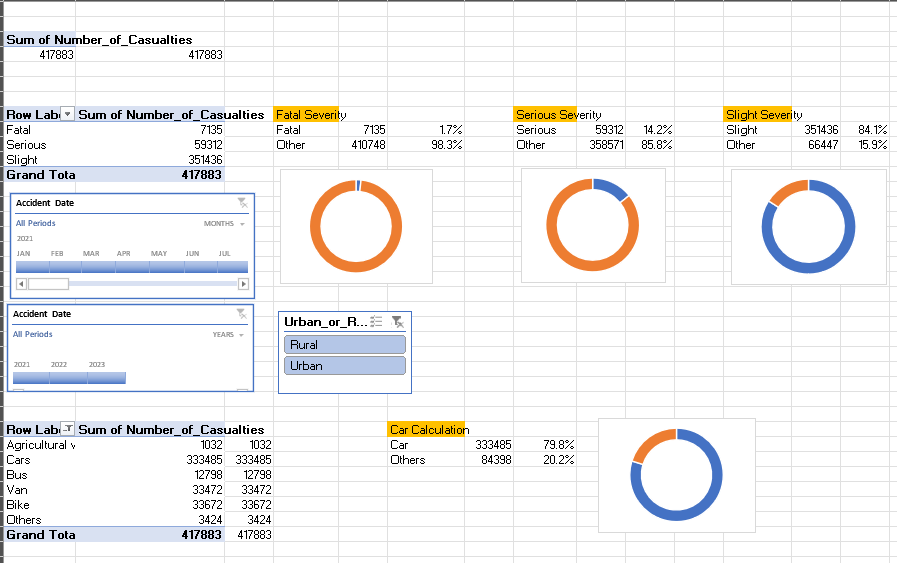 Sum of Number_of_Casualties
417883 417883
Row Labe Sum of Number_of_Casualties Fatal Severity Serious Severity Slight Severity
Fatal 7135 Fatal 7135 1.7% Serious 59312 14.2% Slight 351436 84.1%
Serious 59312 Other 410748 98.3% Other 358571 85.8% Other 66447 15.9%
Slight 351436
Grand Tota 417883
Accident Date
All Periods MONTHS
2021
JAN FEB MAR APR MAY JUN JUL
Accident Date
All Periods YEARS
2021 2022 2023
Urban_or_R...
Rural
Urban
Row Labe Sum of Number_of_Casualties Car Calculation
Agricultural v 1032 1032 Car 333485 79.8%
Cars 333485 333485 Others 84398 20.2%
Bus 12798 12798
Van 33472 33472
Bike 33672 33672
Others 3424 3424
Grand Tota 417883 417883